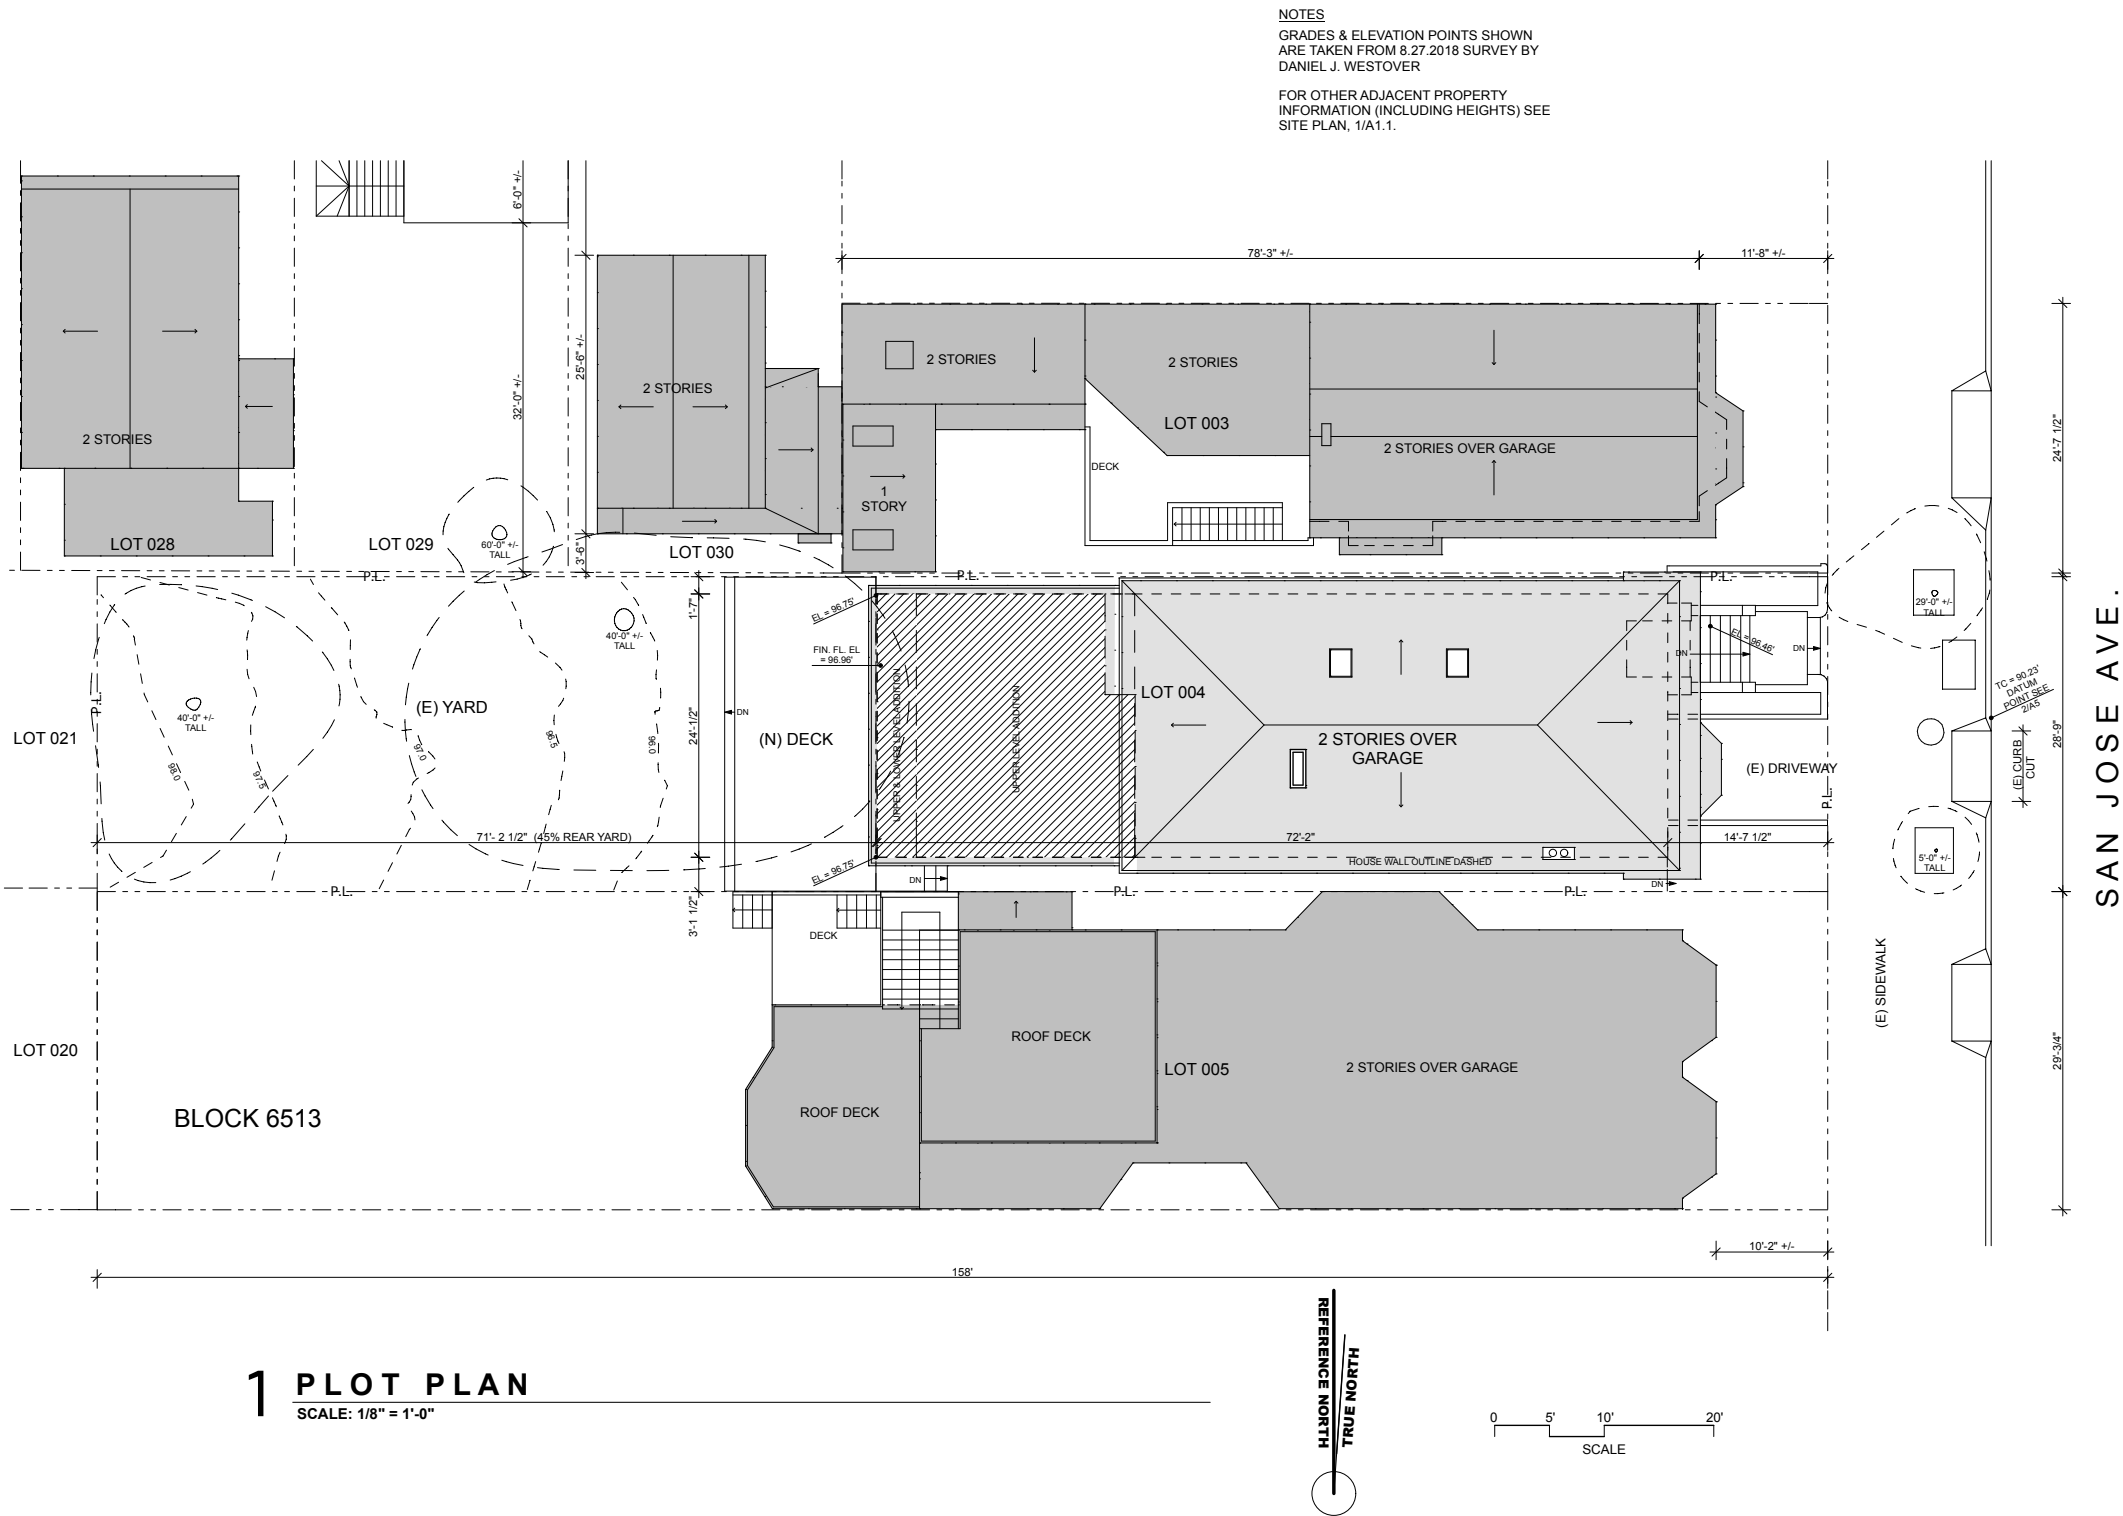 NOTES
GRADES & ELEVATION POINTS SHOWN
ARE TAKEN FROM 8.27.2018 SURVEY BY
DANIEL J. WESTOVER
FOR OTHER ADJACENT PROPERTY
INFORMATION (INCLUDING HEIGHTS) SEE
SITE PLAN, 1/A1.1.
6'-0" +/-
78'-3" +/-
11'-8" +/-
25'-6" +/-
32'-0" +/-
2 STORIES
2 STORIES
2 STORIES
2 STORIES
LOT 003
2 STORIES OVER GARAGE
24'-7 1/2"
DECK
1
STORY
LOT 028
LOT 029
60'-0" +/-
TALL
3'-6"
LOT 030
P.L.
P.L.
P.L.
1'-7"
EL = 96.75'
40'-0" +/-
TALL
29'-0" +/-
TALL
FIN. FL. EL
= 96.96'
EL = 96.46'
DN
DN
TC = 90.23'
DATUM
POINT SEE
2/A5
P.L.
40'-0" +/-
TALL
(E) YARD
LOT 004
DN
LOT 021
98.0
97.5
97.0
96.5
96.0
24'-1/2"
(N) DECK
UPPER & LOWER LEVEL ADDITION
UPPER LEVEL ADDITION
2 STORIES OVER
GARAGE
(E) DRIVEWAY
P.L.
(E) CURB
CUT
28'-9"
SAN JOSE AVE.
71'- 2 1/2" (45% REAR YARD)
72'-2"
14'-7 1/2"
HOUSE WALL OUTLINE DASHED
5'-0" +/-
TALL
EL = 96.75'
DN
DN
P.L.
P.L.
P.L.
3'-1 1/2"
DECK
(E) SIDEWALK
LOT 020
ROOF DECK
LOT 005
2 STORIES OVER GARAGE
29'-3/4"
BLOCK 6513
ROOF DECK
10'-2" +/-
158'
REFERENCE NORTH
TRUE NORTH
1 PLOT PLAN
SCALE: 1/8" = 1'-0"
0 5' 10' 20'
SCALE